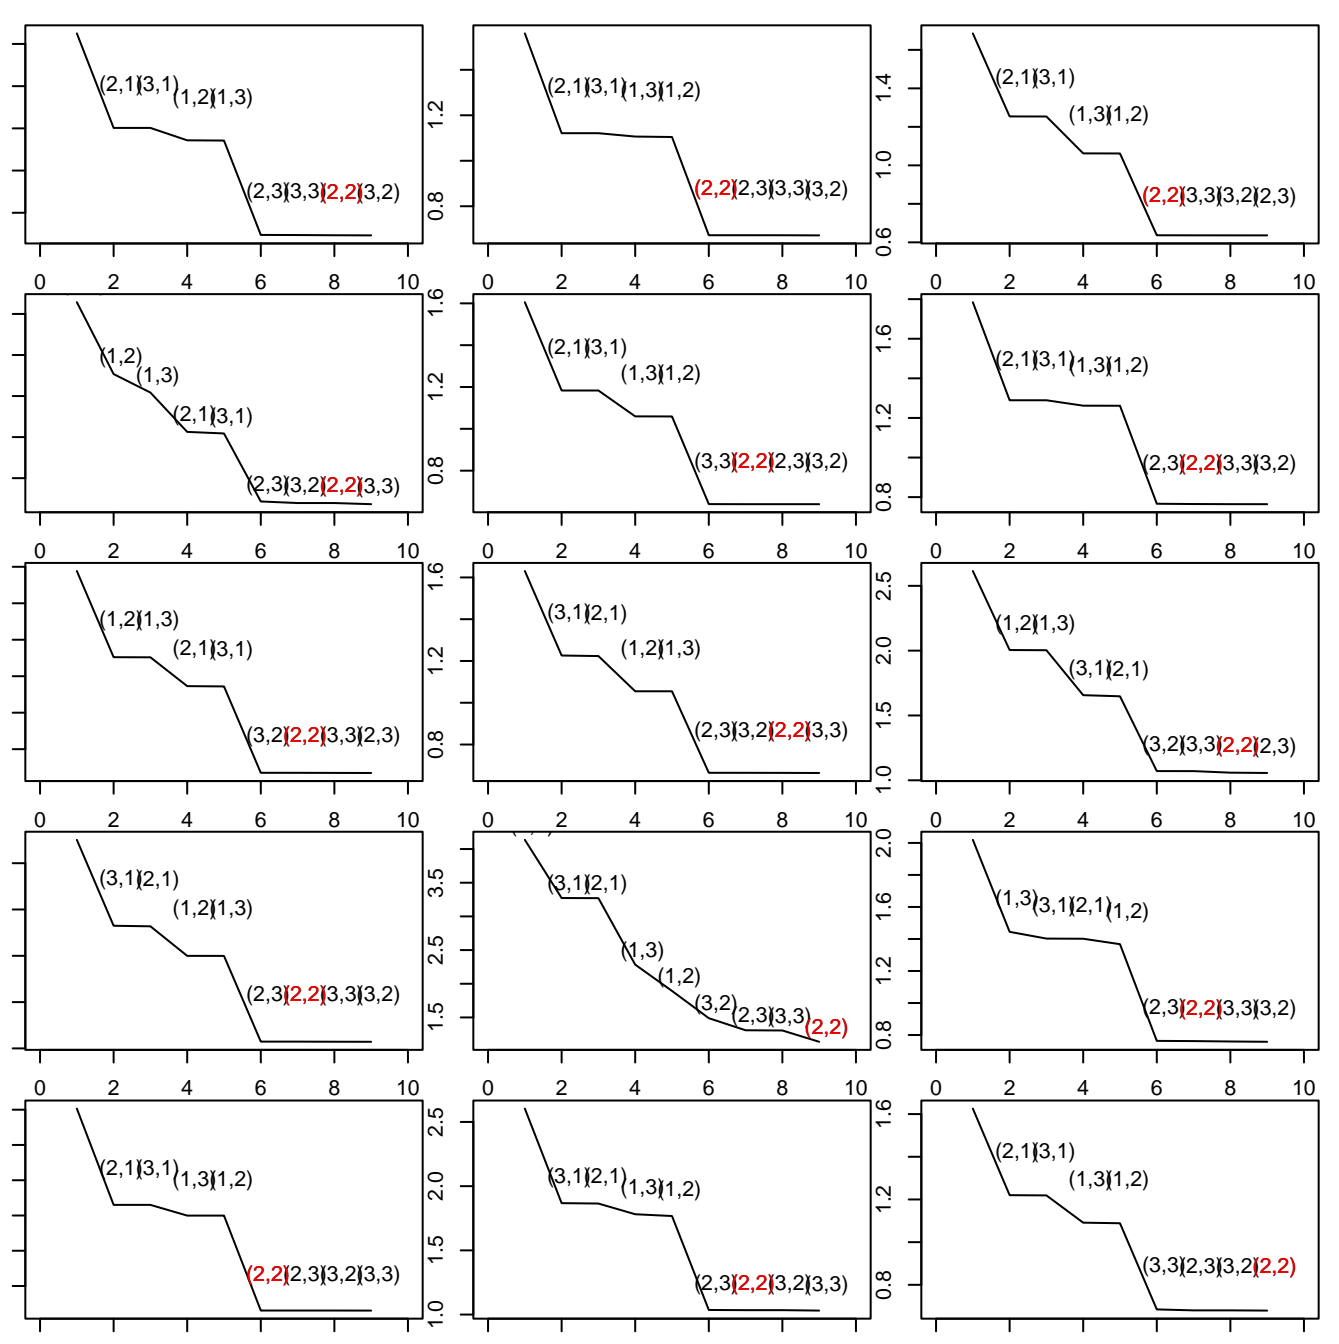 (2,1)(3,1) (1,2)(1,3) (2,3)(3,3)(2,2)(3,2)
1.2 0.8 (2,1)(3,1)(1,3)(1,2) (2,2)(2,3)(3,3)(3,2)
1.4 1.0 0.6 (2,1)(3,1) (1,3)(1,2) (2,2)(3,3)(3,2)(2,3)
0 2 4 6 8 10 0 2 4 6 8 10 0 2 4 6 8 10
(1,2) (1,3) (2,1)(3,1) (2,3)(3,2)(2,2)(3,3)
1.6 1.2 0.8 (2,1)(3,1) (1,3)(1,2) (3,3)(2,2)(2,3)(3,2)
1.6 1.2 0.8 (2,1)(3,1)(1,3)(1,2) (2,3)(2,2)(3,3)(3,2)
0 2 4 6 8 10 0 2 4 6 8 10 0 2 4 6 8 10
(1,2)(1,3) (2,1)(3,1) (3,2)(2,2)(3,3)(2,3)
1.6 1.2 0.8 (3,1)(2,1) (1,2)(1,3) (2,3)(3,2)(2,2)(3,3)
2.5 2.0 1.5 1.0 (1,2)(1,3) (3,1)(2,1) (3,2)(3,3)(2,2)(2,3)
0 2 4 6 8 10 0 2 4 6 8 10 0 2 4 6 8 10
(3,1)(2,1) (1,2)(1,3) (2,3)(2,2)(3,3)(3,2)
3.5 2.5 1.5 (3,1)(2,1) (1,3) (1,2) (3,2) (2,3)(3,3) (2,2)
2.0 1.6 1.2 0.8 (1,3)(3,1)(2,1)(1,2) (2,3)(2,2)(3,3)(3,2)
0 2 4 6 8 10 0 2 4 6 8 10 0 2 4 6 8 10
(2,1)(3,1)(1,3)(1,2) (2,2)(2,3)(3,2)(3,3)
2.5 2.0 1.5 1.0 (3,1)(2,1)(1,3)(1,2) (2,3)(2,2)(3,2)(3,3)
1.6 1.2 0.8 (2,1)(3,1) (1,3)(1,2) (3,3)(2,3)(3,2)(2,2)